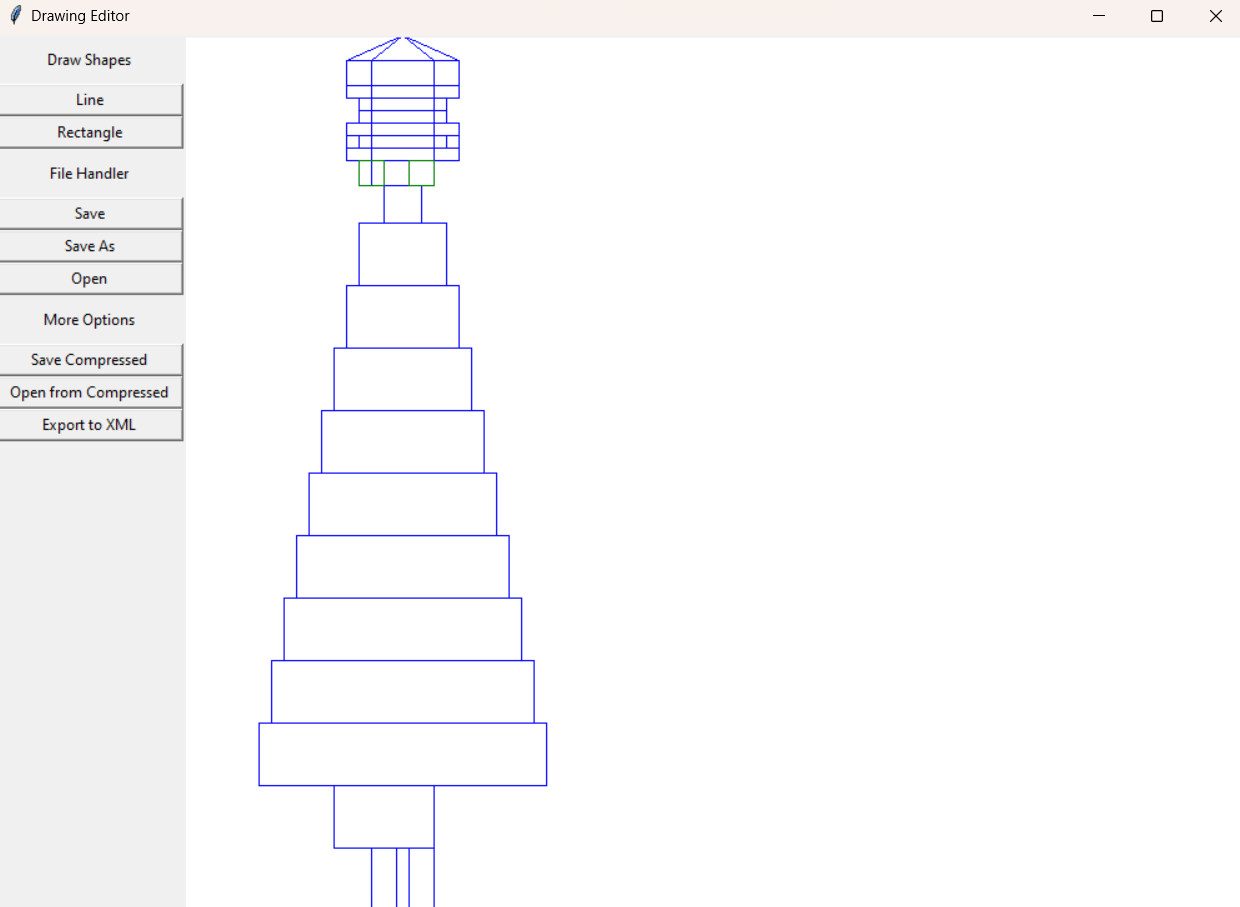 Drawing Editor
Draw Shapes
Line
Rectangle
File Handler
Save
Save As
Open
More Options
Save Compressed
Open from Compressed
Export to XML